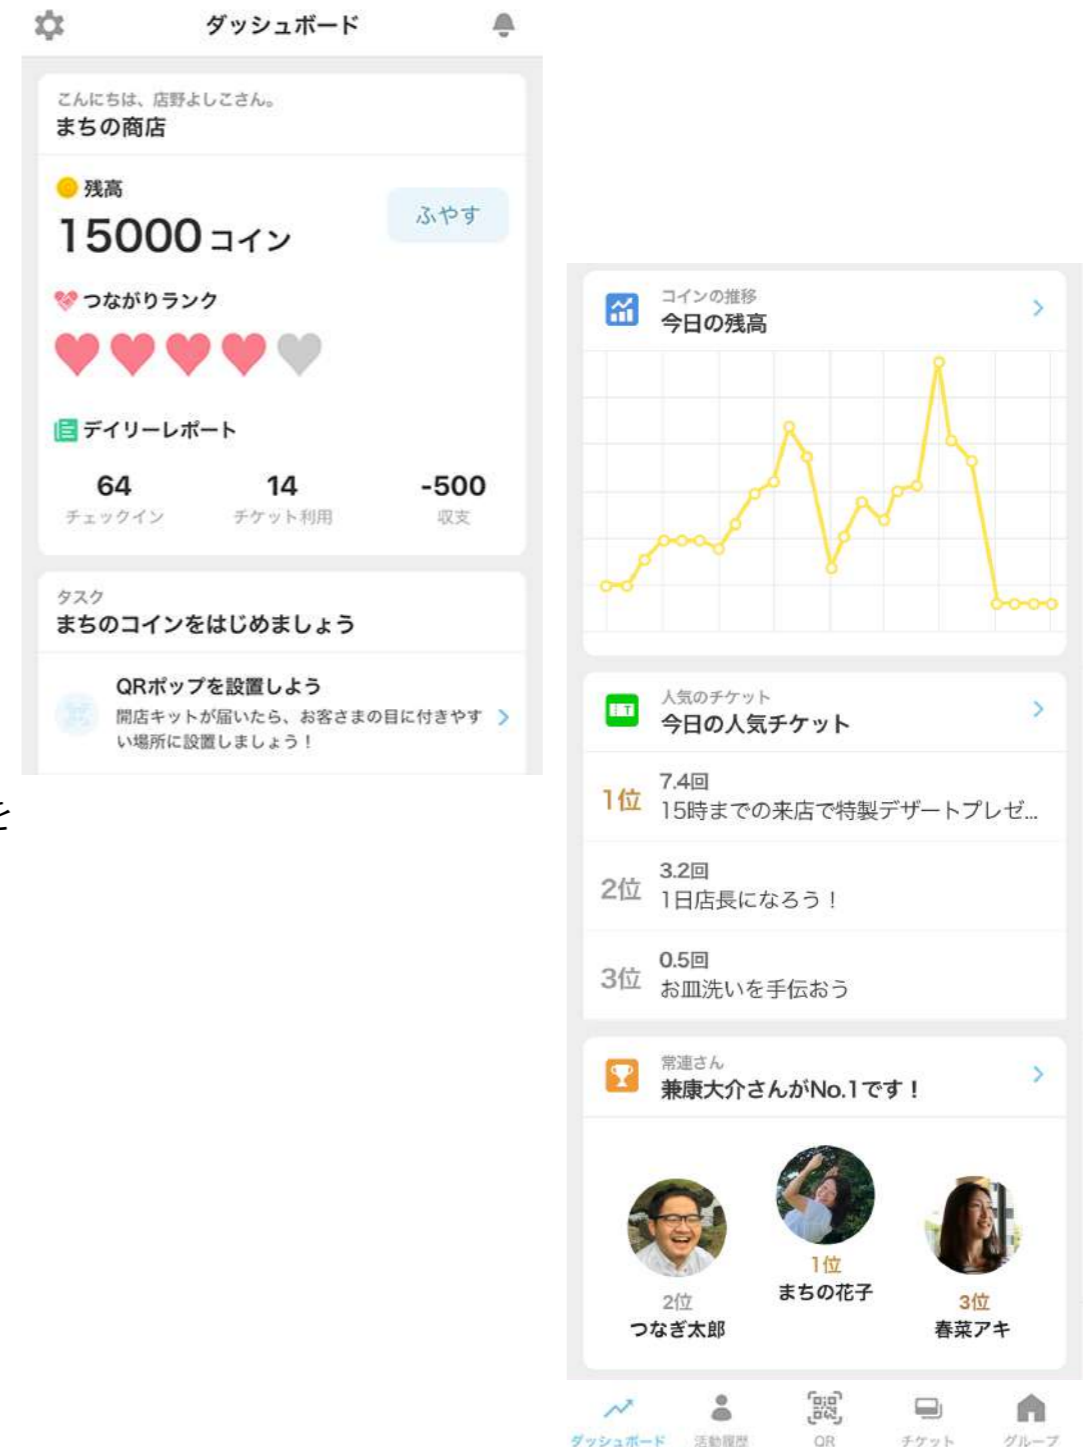 ダッシュボード
こんにちは、店野よしこさん。
まちの商店
残高
15000コイン
ふやす
つながりランク
デイリーレポート
64
14
-500
チェックイン
チケット利用
収支
タスク
まちのコインをはじめましょう
QRポップを設置しよう
開店キットが届いたら、お客さまの目に付きやす
い場所に設置しましょう！
を
コインの推移
今日の残高
人気のチケット
今日の人気チケット
1位
7.4回
15時までの来店で特製デザートプレゼ...
2位
3.2回
1日店長になろう！
3位
0.5回
お皿洗いを手伝おう
常連さん
兼康大介さんがNo.1です！
1位
まちの花子
2位
つなぎ太郎
3位
春菜アキ
ダッシュボード
活動履歴
QR
チケット
グループ